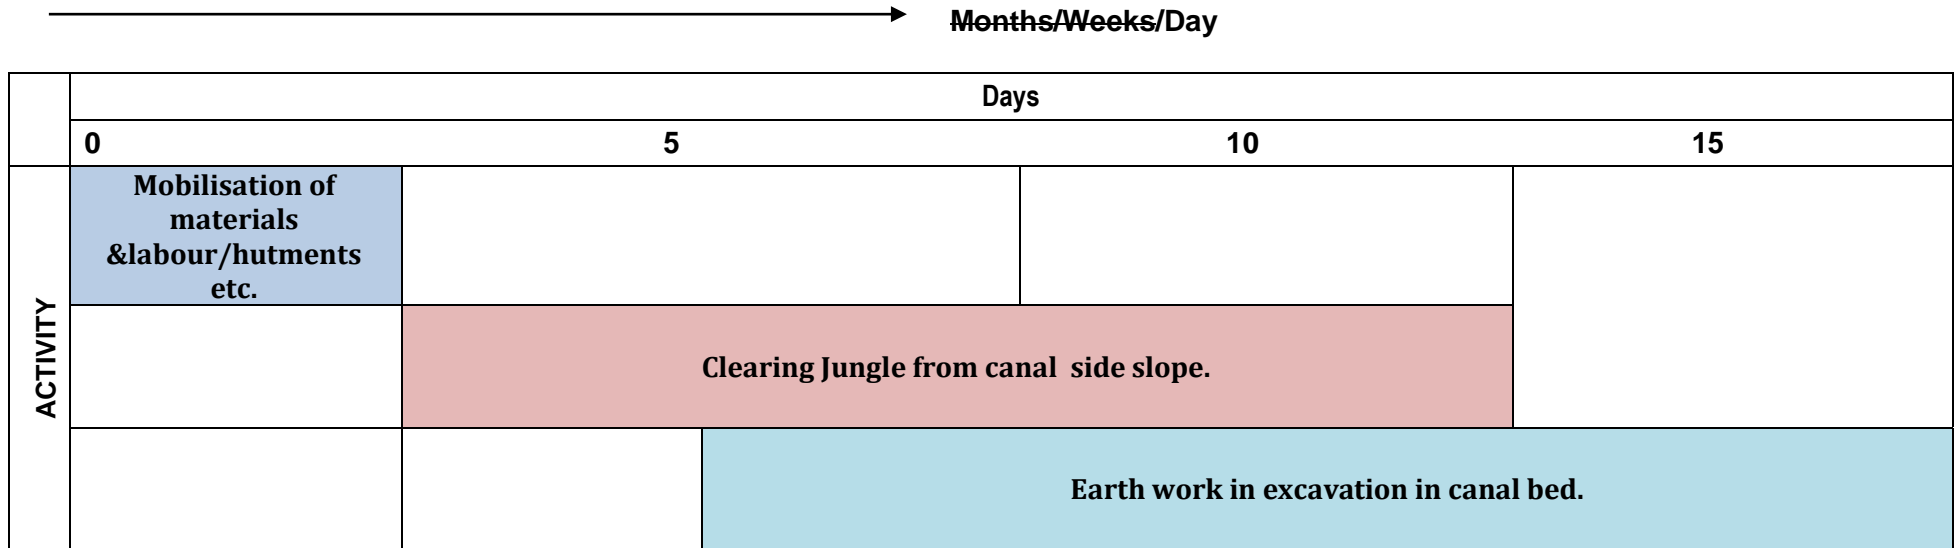 Months/Weeks/Day
Days
0 5 10 15
Mobilisation of
materials
&labour/hutments
etc.
ACTIVITY
Clearing Jungle from canal side slope.
Earth work in excavation in canal bed.